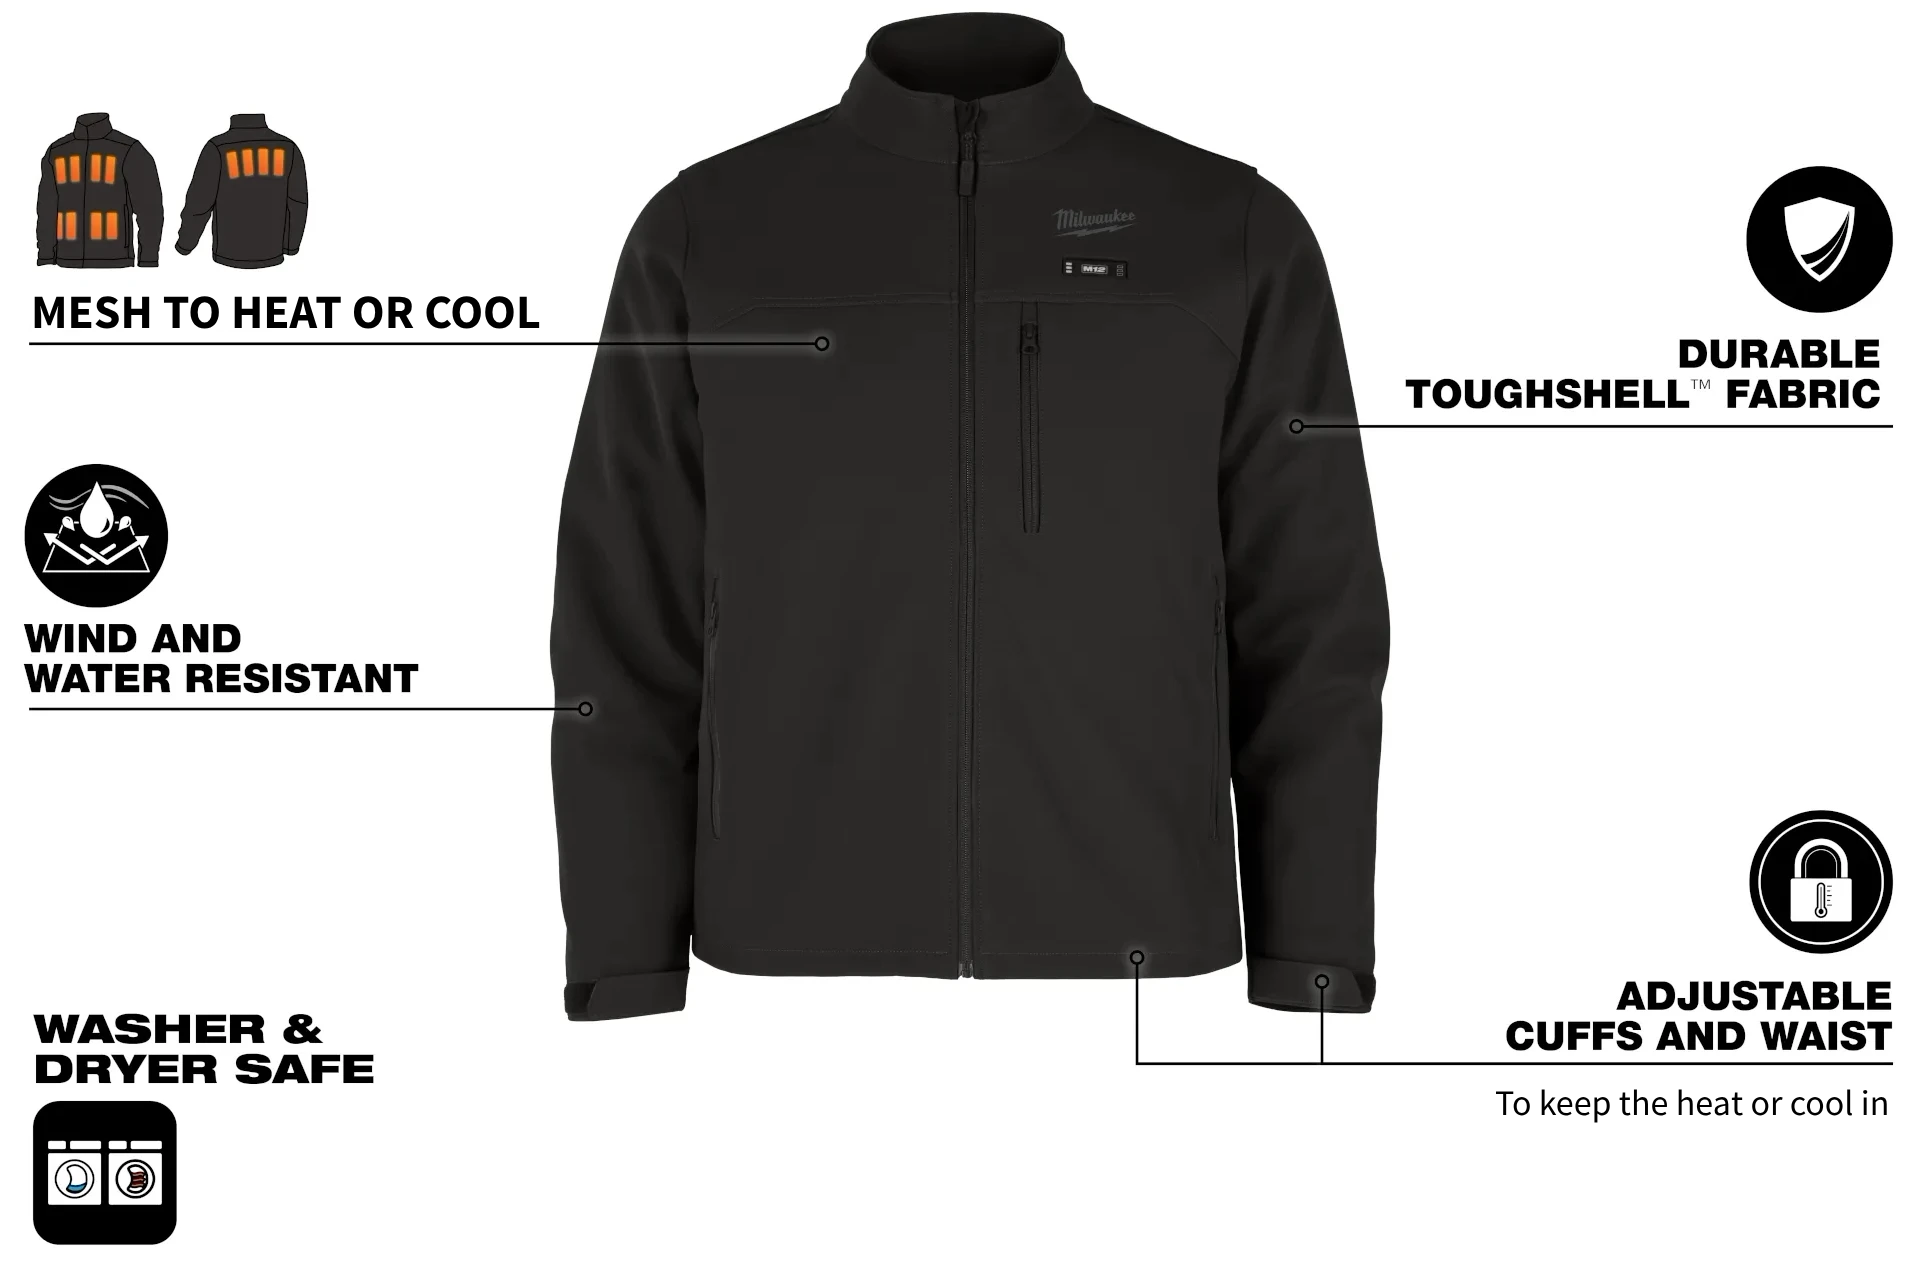 MESH TO HEAT OR COOL
Milwaukee
M12
DURABLE
TOUGHSHELL™ FABRIC
WIND AND
WATER RESISTANT
ADJUSTABLE
CUFFS AND WAIST
To keep the heat or cool in
WASHER &
DRYER SAFE